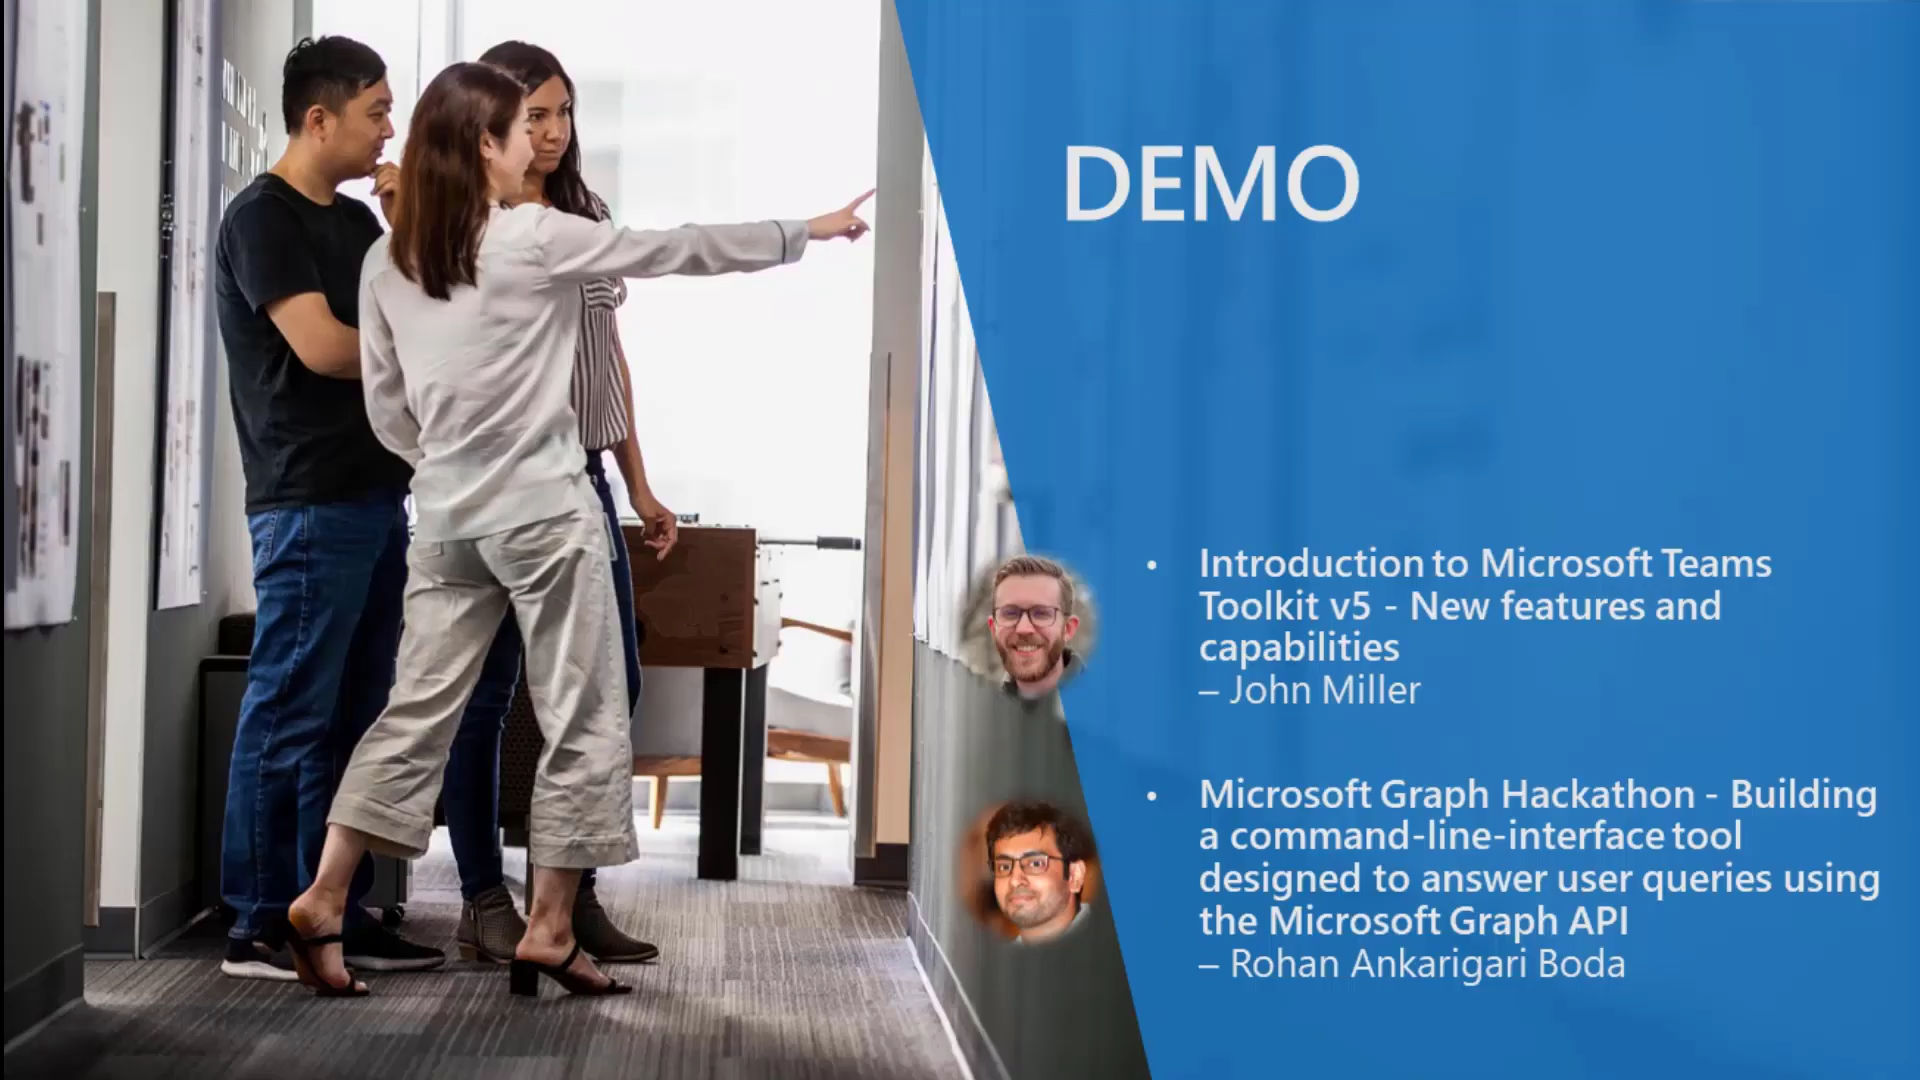 DEMO
• Introduction to Microsoft Teams
Toolkit v5 - New features and
capabilities
– John Miller
• Microsoft Graph Hackathon - Building
a command-line-interface tool
designed to answer user queries using
the Microsoft Graph API
– Rohan Ankarigari Boda